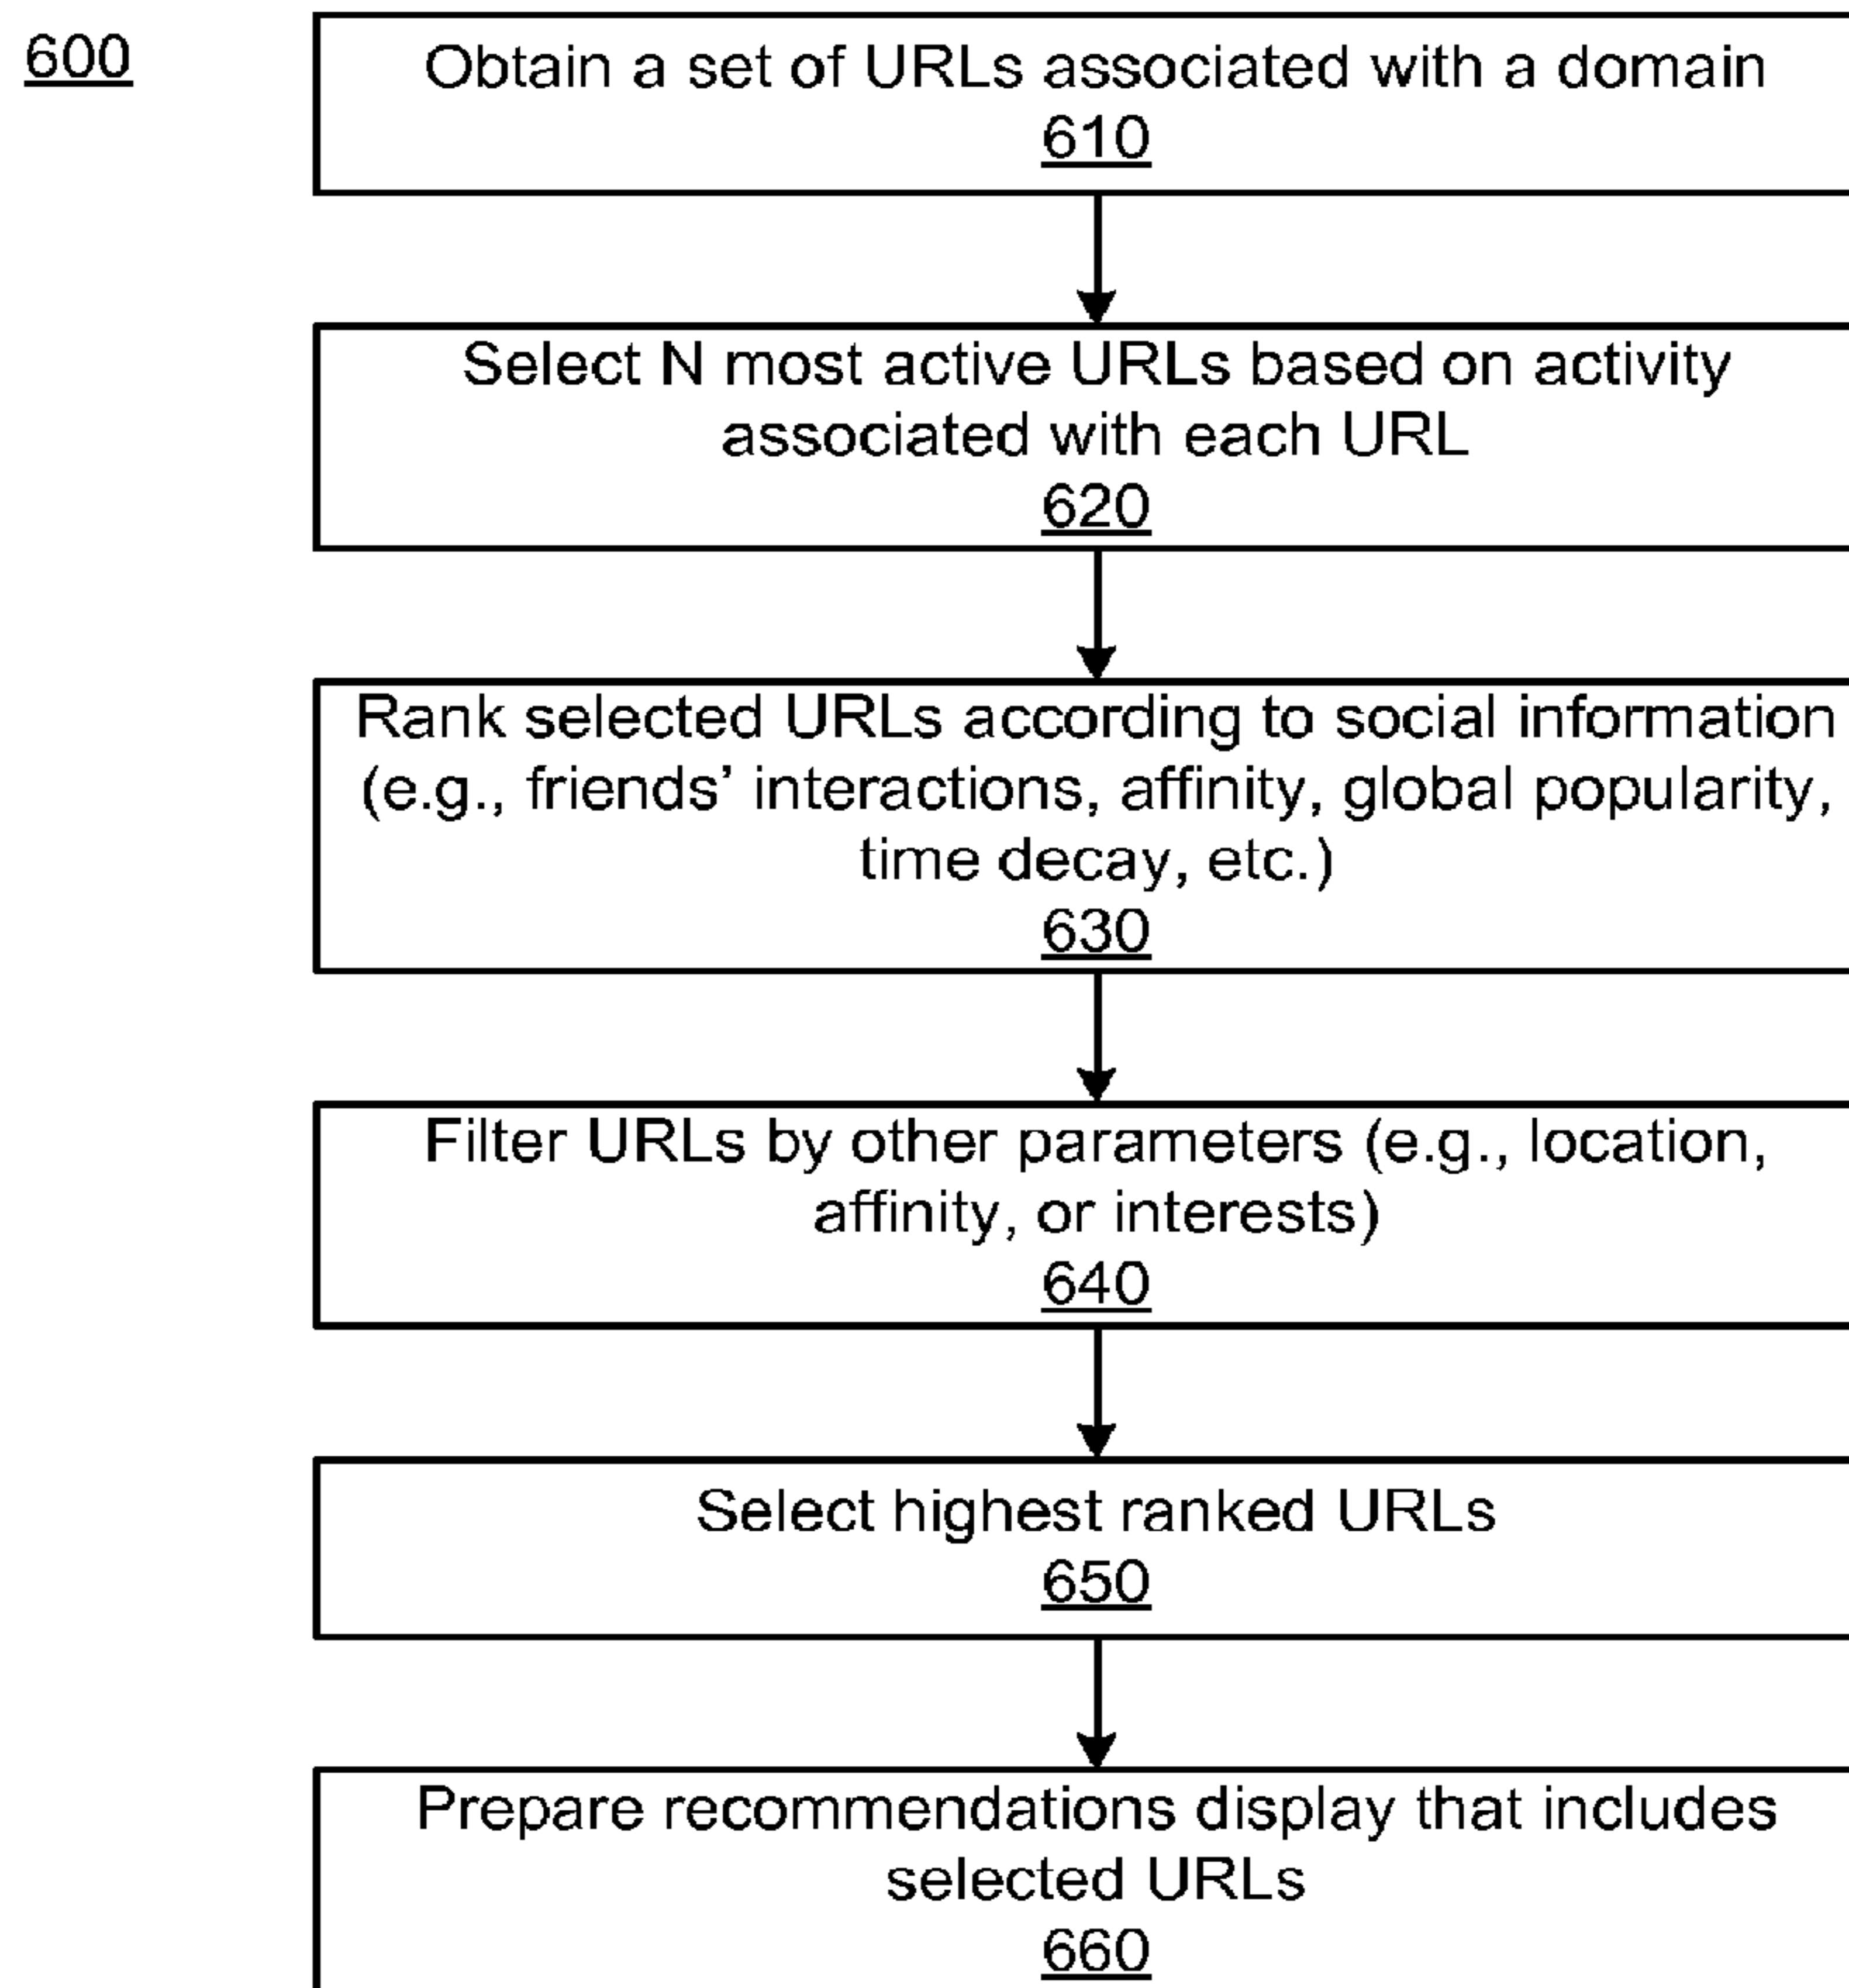 600
Obtain a set of URLs associated with a domain
610
Select N most active URLs based on activity
associated with each URL
620
Rank selected URLs according to social information
(e.g., friends’ interactions, affinity, global popularity,
time decay, etc.)
630
Filter URLs by other parameters (e.g., location,
affinity, or interests)
640
Select highest ranked URLs
650
Prepare recommendations display that includes
selected URLs
660